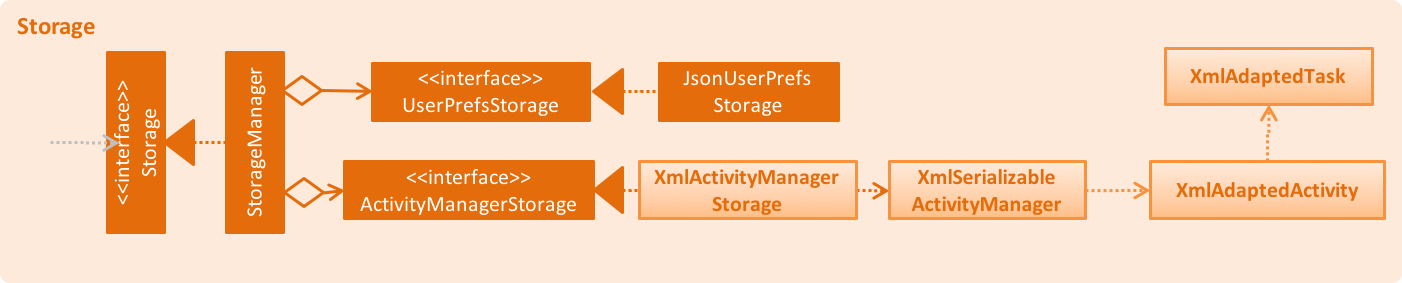 Storage
<<interface>>
Storage
StorageManager
<<interface>>
UserPrefsStorage
JsonUserPrefs
Storage
XmlAdaptedTask
<<interface>>
ActivityManagerStorage
XmlActivityManager
Storage
XmlSerializable
ActivityManager
XmlAdaptedActivity